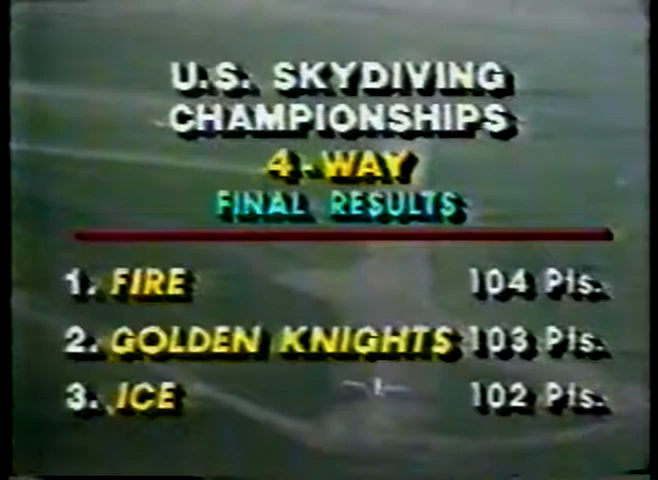 U.S. SKYDIVING
CHAMPIONSHIPS
4-WAY
FINAL RESULTS
1. FIRE 104 Pts.
2. GOLDEN KNIGHTS 103 Pts.
3. ICE 102 Pts.